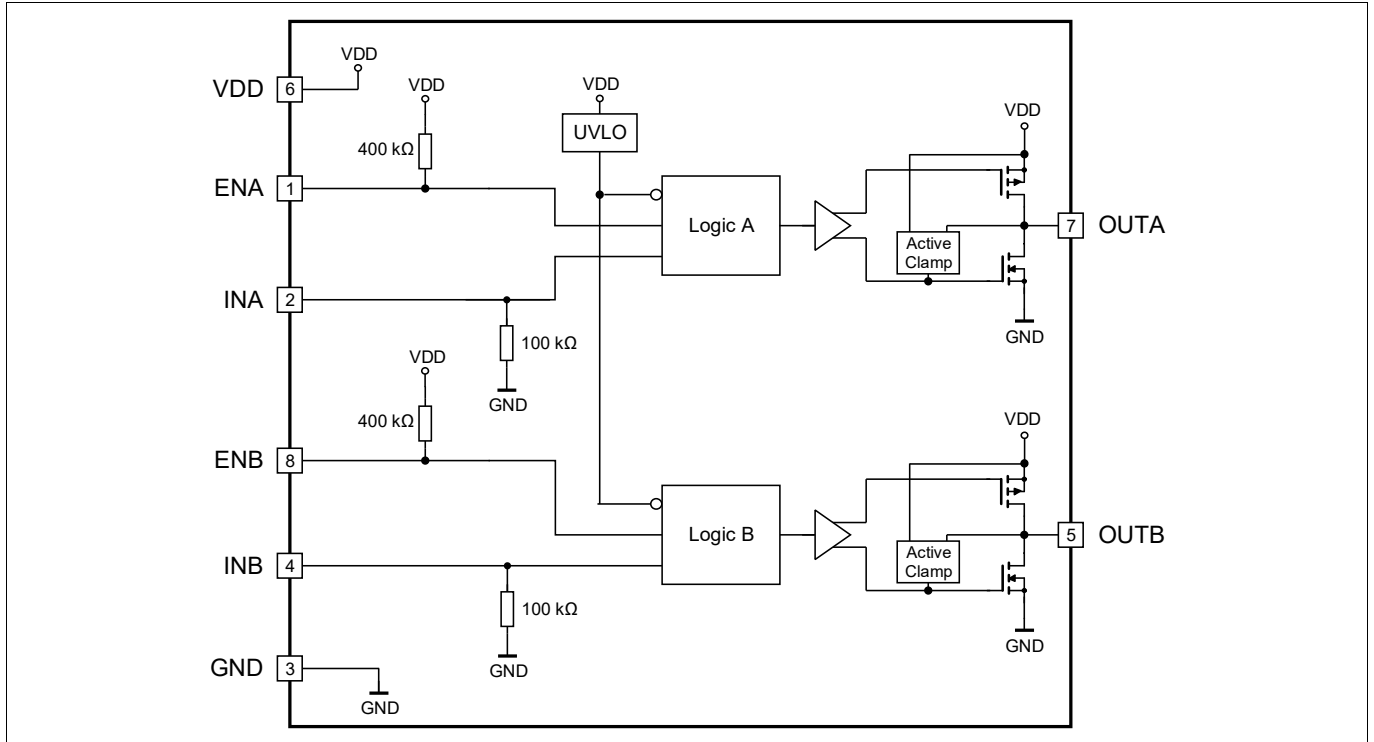 VDD
6
VDD
VDD
VDD
UVLO
VDD
400 kΩ
ENA
1
Logic A
Active
Clamp
7
OUTA
INA
2
100 kΩ
GND
GND
VDD
400 kΩ
VDD
ENB
8
Logic B
Active
Clamp
5
OUTB
INB
4
100 kΩ
GND
GND
GND
3
GND